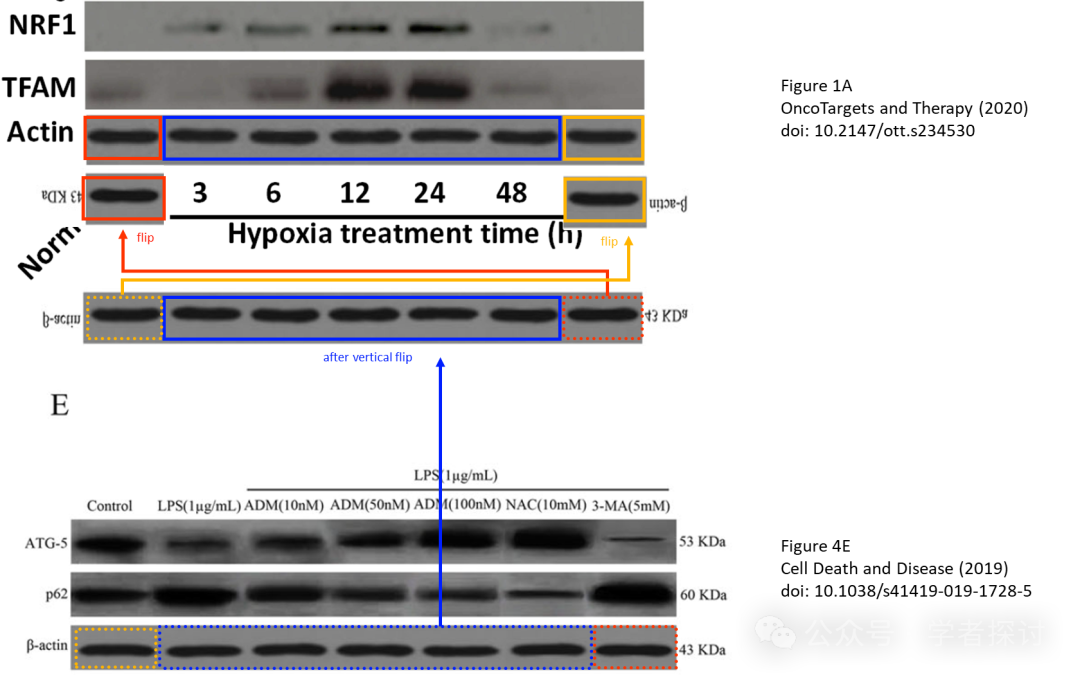 NRF1
TFAM
Actin
Figure 1A
OncoTargets and Therapy (2020)
doi: 10.2147/ott.s234530
43 KDa
3 6 12 24 48
β-actin
Norm
Hypoxia treatment time (h)
flip
flip
β-actin
43 KDa
after vertical flip
E
LPS(1μg/mL)
Control LPS(1μg/mL) ADM(10nM) ADM(50nM) ADM(100nM) NAC(10mM) 3-MA(5mM)
ATG-5 53 KDa
p62 60 KDa
β-actin 43 KDa
Figure 4E
Cell Death and Disease (2019)
doi: 10.1038/s41419-019-1728-5
公众号 · 学者探讨